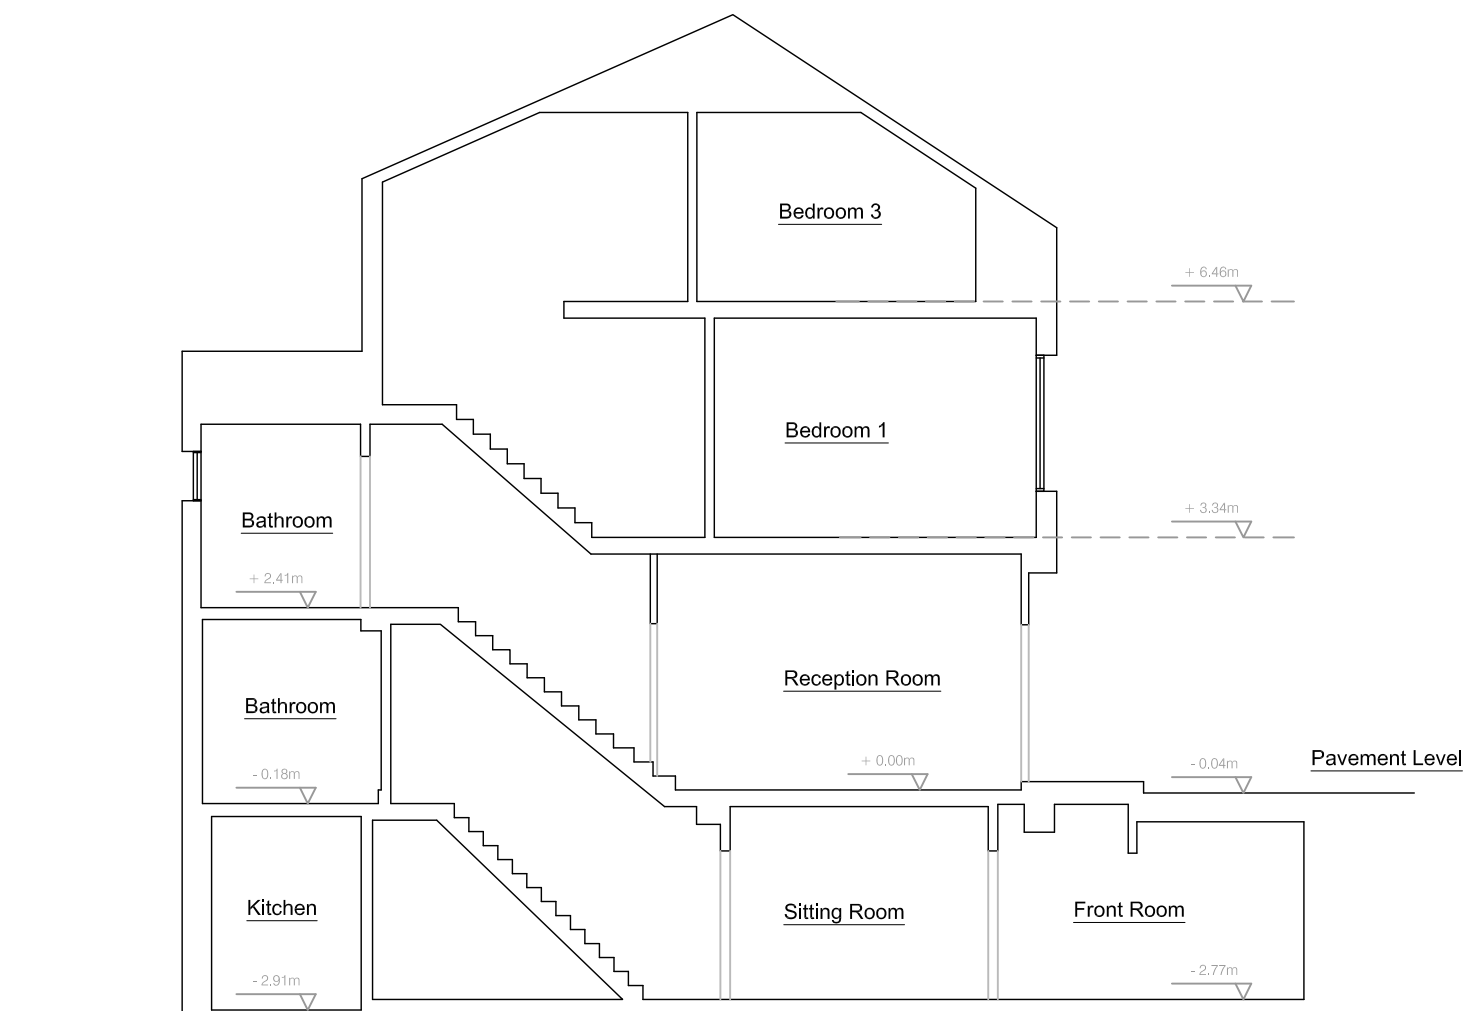 Bedroom 3
+ 6.46m
Bedroom 1
+ 3.34m
Bathroom
+ 2.41m
Reception Room
Bathroom
+ 0.00m
Pavement Level
- 0.04m
- 0.18m
Kitchen
Sitting Room
Front Room
- 2.91m
- 2.77m